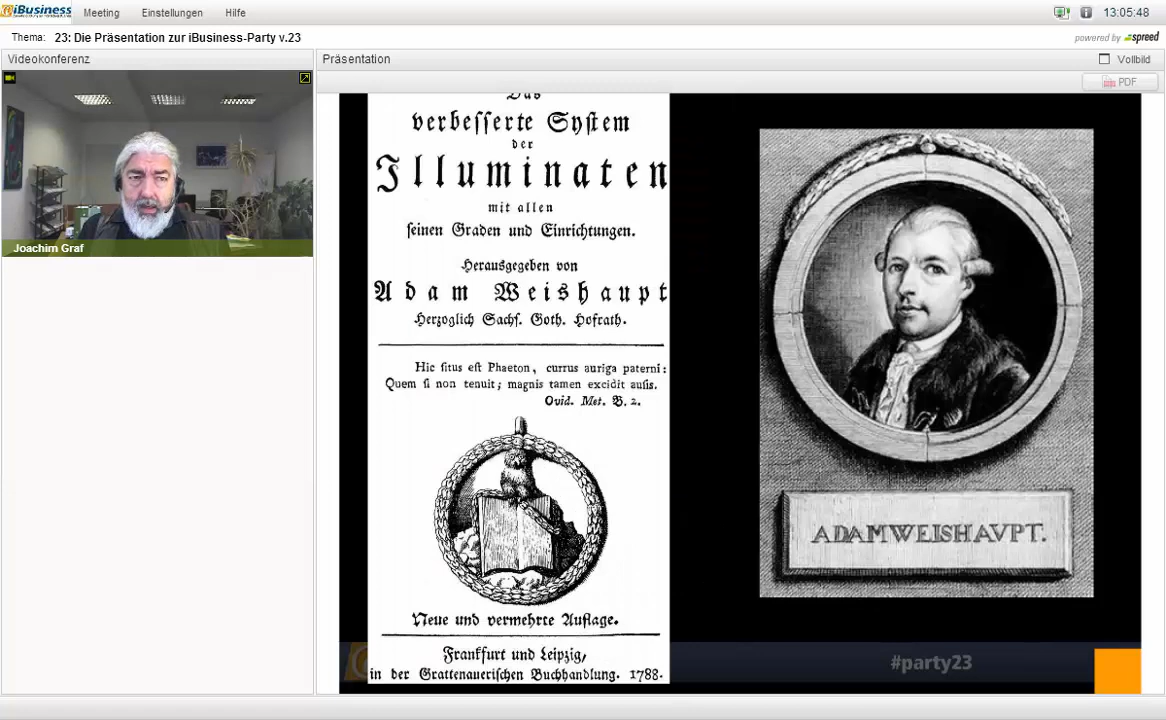 iBusiness
Meeting Einstellungen Hilfe
13:05:48
Thema: 23: Die Präsentation zur iBusiness-Party v.23
powered by spreed
Videokonferenz
Präsentation
Vollbild
PDF
Joachim Graf
Das
verbeſſerte Syſtem
der
Illuminaten
mit allen
ſeinen Graden und Einrichtungen.
Herausgegeben von
Adam Weishaupt
Herzoglich Sachſ. Goth. Hofrath.
Hic ſitus eſt Phaeton, currus auriga paterni:
Quem ſi non tenuit; magnis tamen excidit auſis.
Ovid. Met. B. 2.
Neue und vermehrte Auflage.
Frankfurt und Leipzig,
in der Grattenaueriſchen Buchhandlung. 1788.
ADAM WEISHAVPT.
#party23